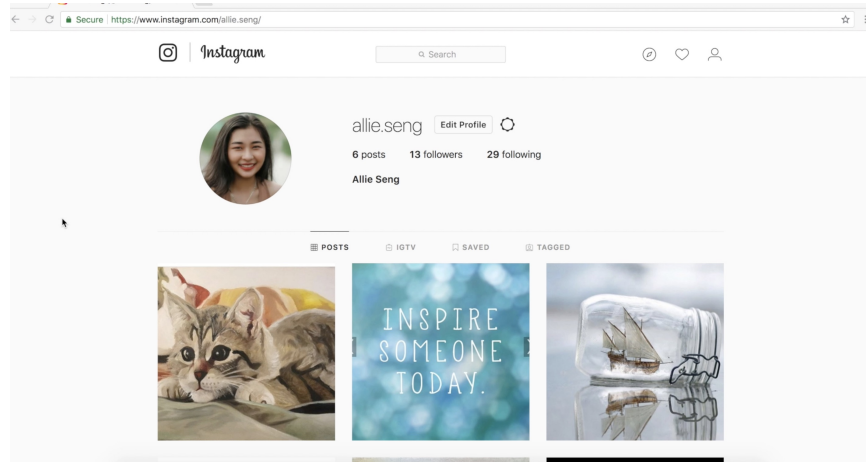 Secure | https://www.instagram.com/allie.seng/
Instagram
Search
allie.seng Edit Profile
6 posts 13 followers 29 following
Allie Seng
POSTS IGTV SAVED TAGGED
INSPIRE
SOMEONE
TODAY.